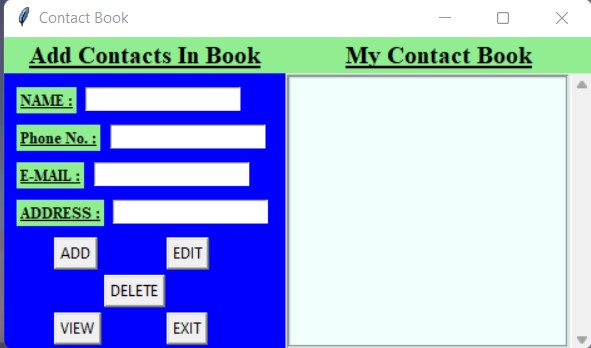 Contact Book
Add Contacts In Book My Contact Book
NAME :
Phone No. :
E-MAIL :
ADDRESS :
ADD EDIT
DELETE
VIEW EXIT